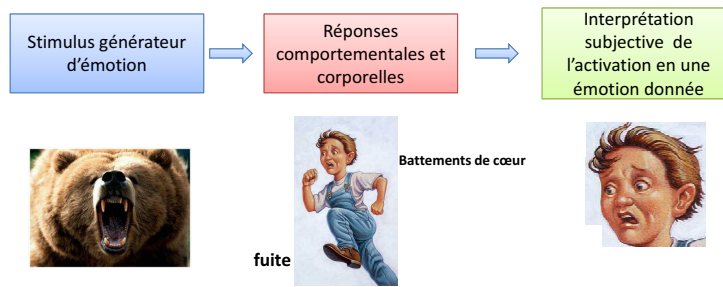 Stimulus générateur
d'émotion
Réponses
comportementales et
corporelles
Interprétation
subjective de
l'activation en une
émotion donnée
Battements de cœur
fuite